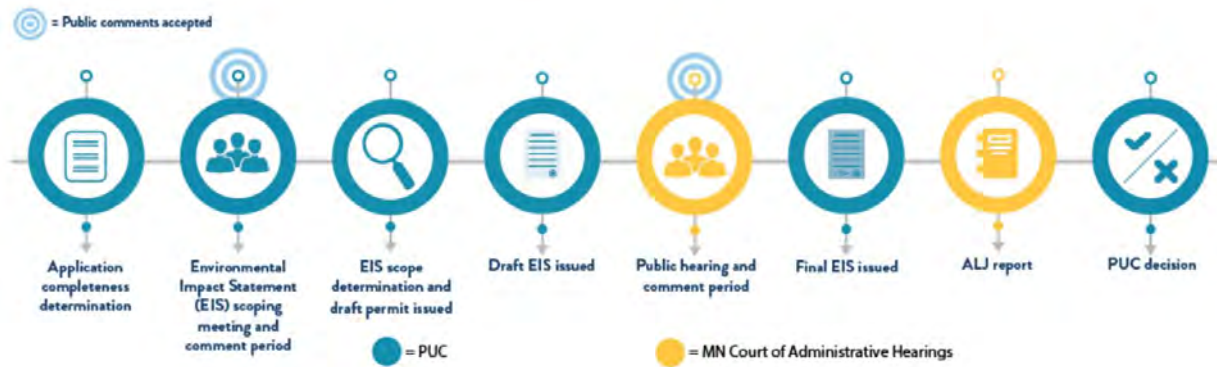 = Public comments accepted
Application
completeness
determination
Environmental
Impact Statement
(EIS) scoping
meeting and
comment period
EIS scope
determination and
draft permit issued
Draft EIS issued
Public hearing and
comment period
Final EIS issued
ALJ report
PUC decision
= PUC
= MN Court of Administrative Hearings